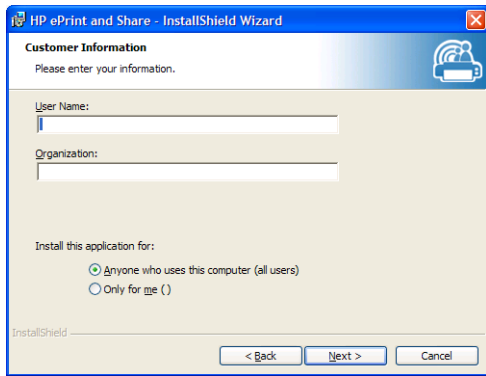 HP ePrint and Share - InstallShield Wizard
Customer Information
Please enter your information.
User Name:
Organization:
Install this application for:
Anyone who uses this computer (all users)
Only for me ( )
InstallShield
< Back
Next >
Cancel